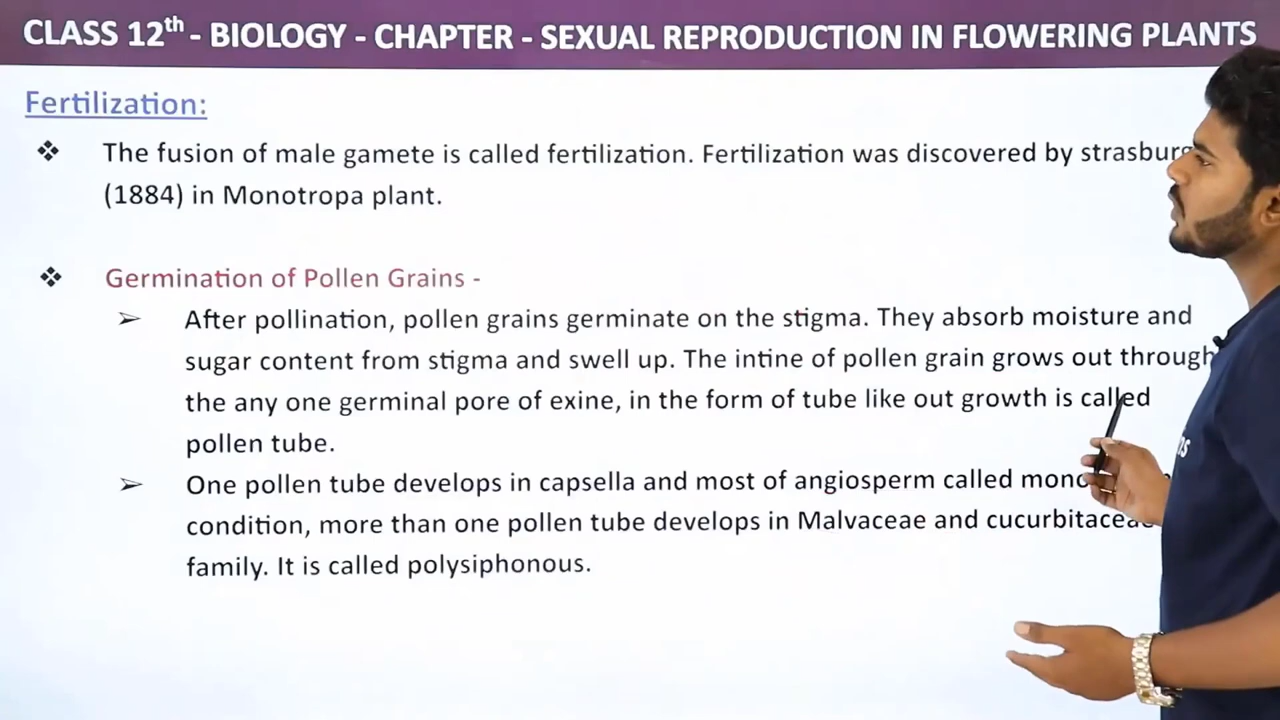 CLASS 12th - BIOLOGY - CHAPTER - SEXUAL REPRODUCTION IN FLOWERING PLANTS
Fertilization:
❖ The fusion of male gamete is called fertilization. Fertilization was discovered by
(1884) in Monotropa plant.
❖ Germination of Pollen Grains -
➢ After pollination, pollen grains germinate on the stigma. They absorb moisture and
sugar content from stigma and swell up. The intine of pollen grain grows out through
the any one germinal pore of exine, in the form of tube like out growth is called
pollen tube.
➢ One pollen tube develops in capsella and most of angiosperm called
condition, more than one pollen tube develops in Malvaceae and cucurbitaceae
family. It is called polysiphonous.